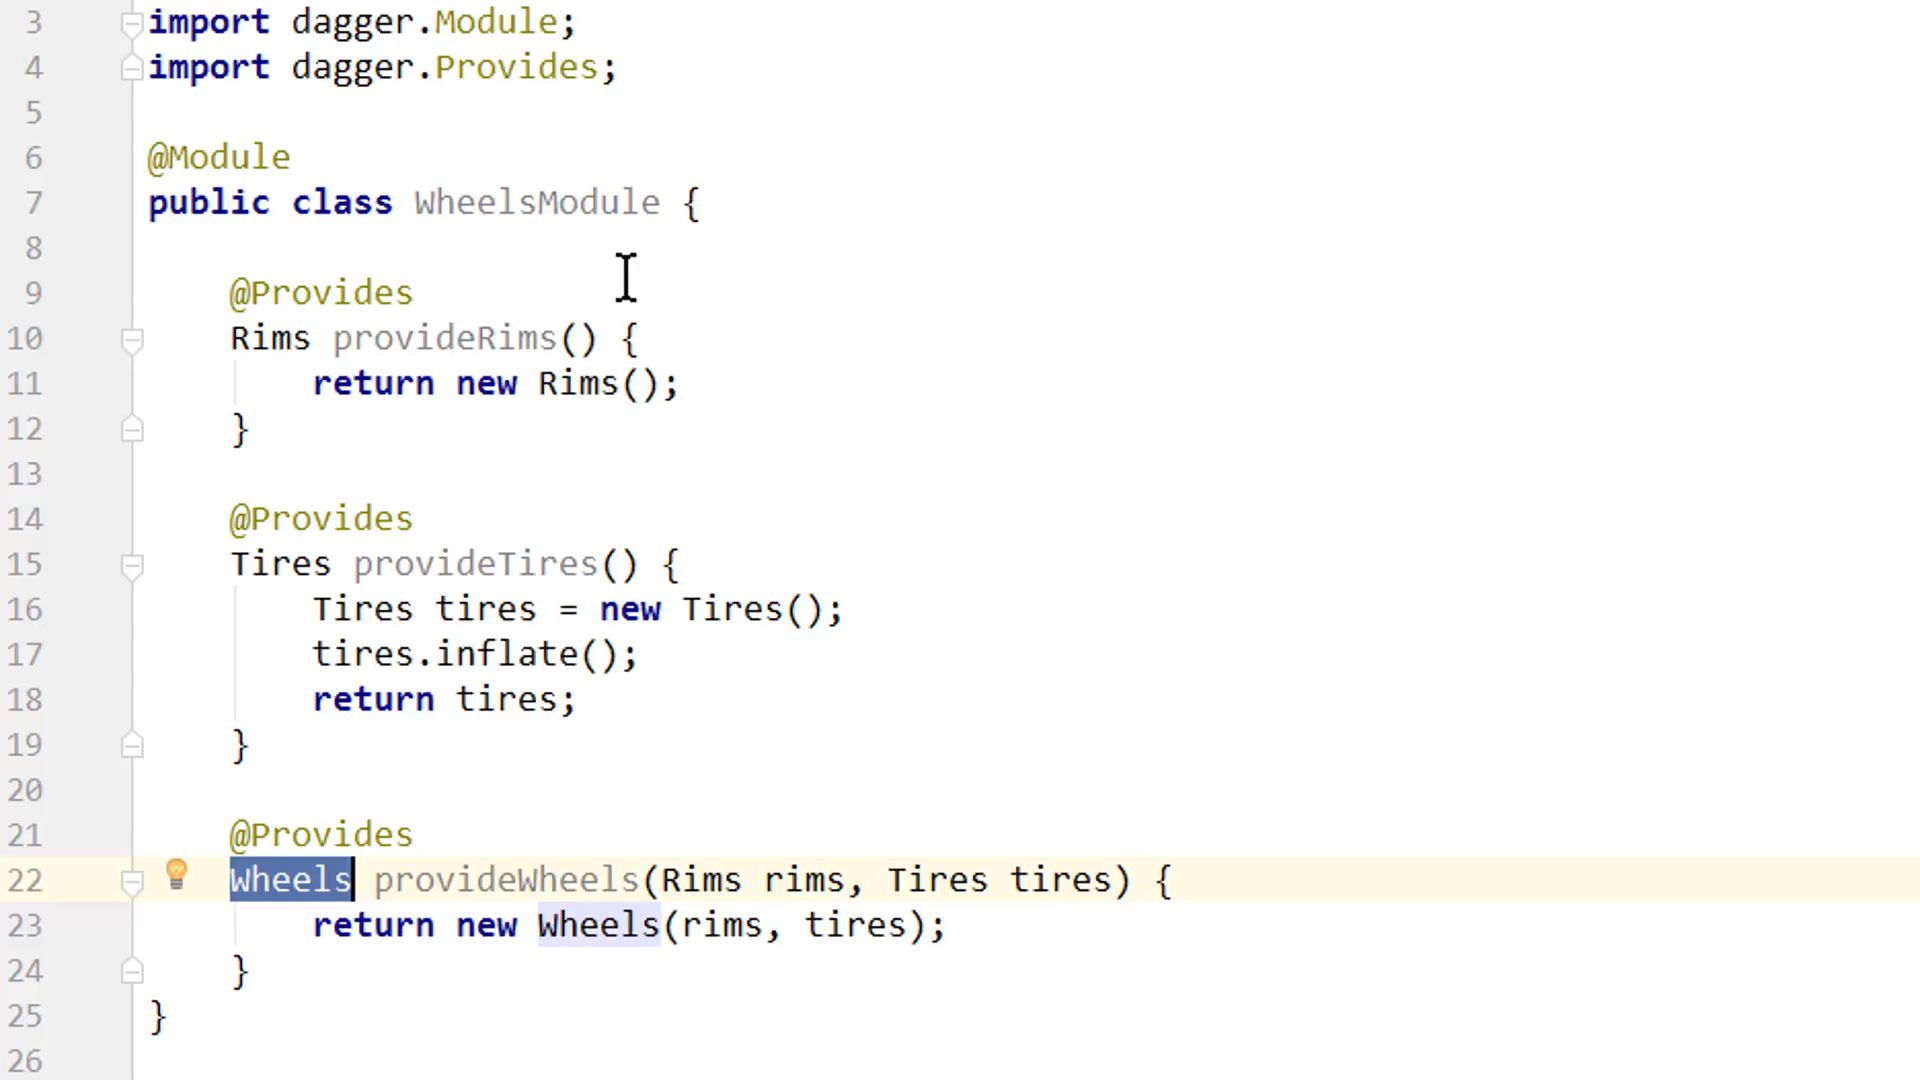 3 import dagger.Module;
4 import dagger.Provides;
5
6 @Module
7 public class WheelsModule {
8
9 @Provides
10 Rims provideRims() {
11 return new Rims();
12 }
13
14 @Provides
15 Tires provideTires() {
16 Tires tires = new Tires();
17 tires.inflate();
18 return tires;
19 }
20
21 @Provides
22 Wheels provideWheels(Rims rims, Tires tires) {
23 return new Wheels(rims, tires);
24 }
25 }
26